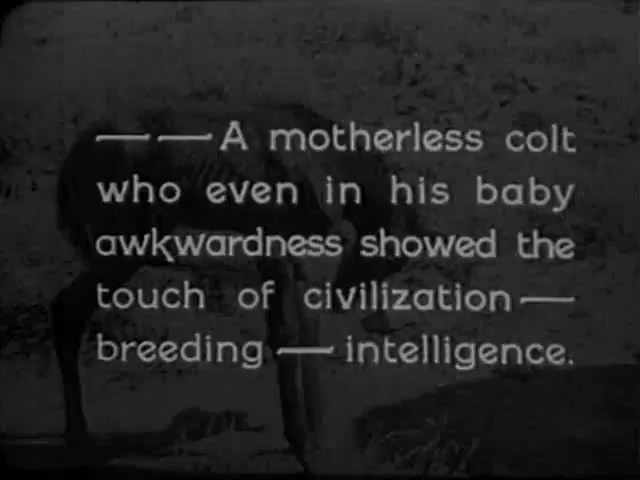 — — A motherless colt
who even in his baby
awkwardness showed the
touch of civilization —
breeding — intelligence.